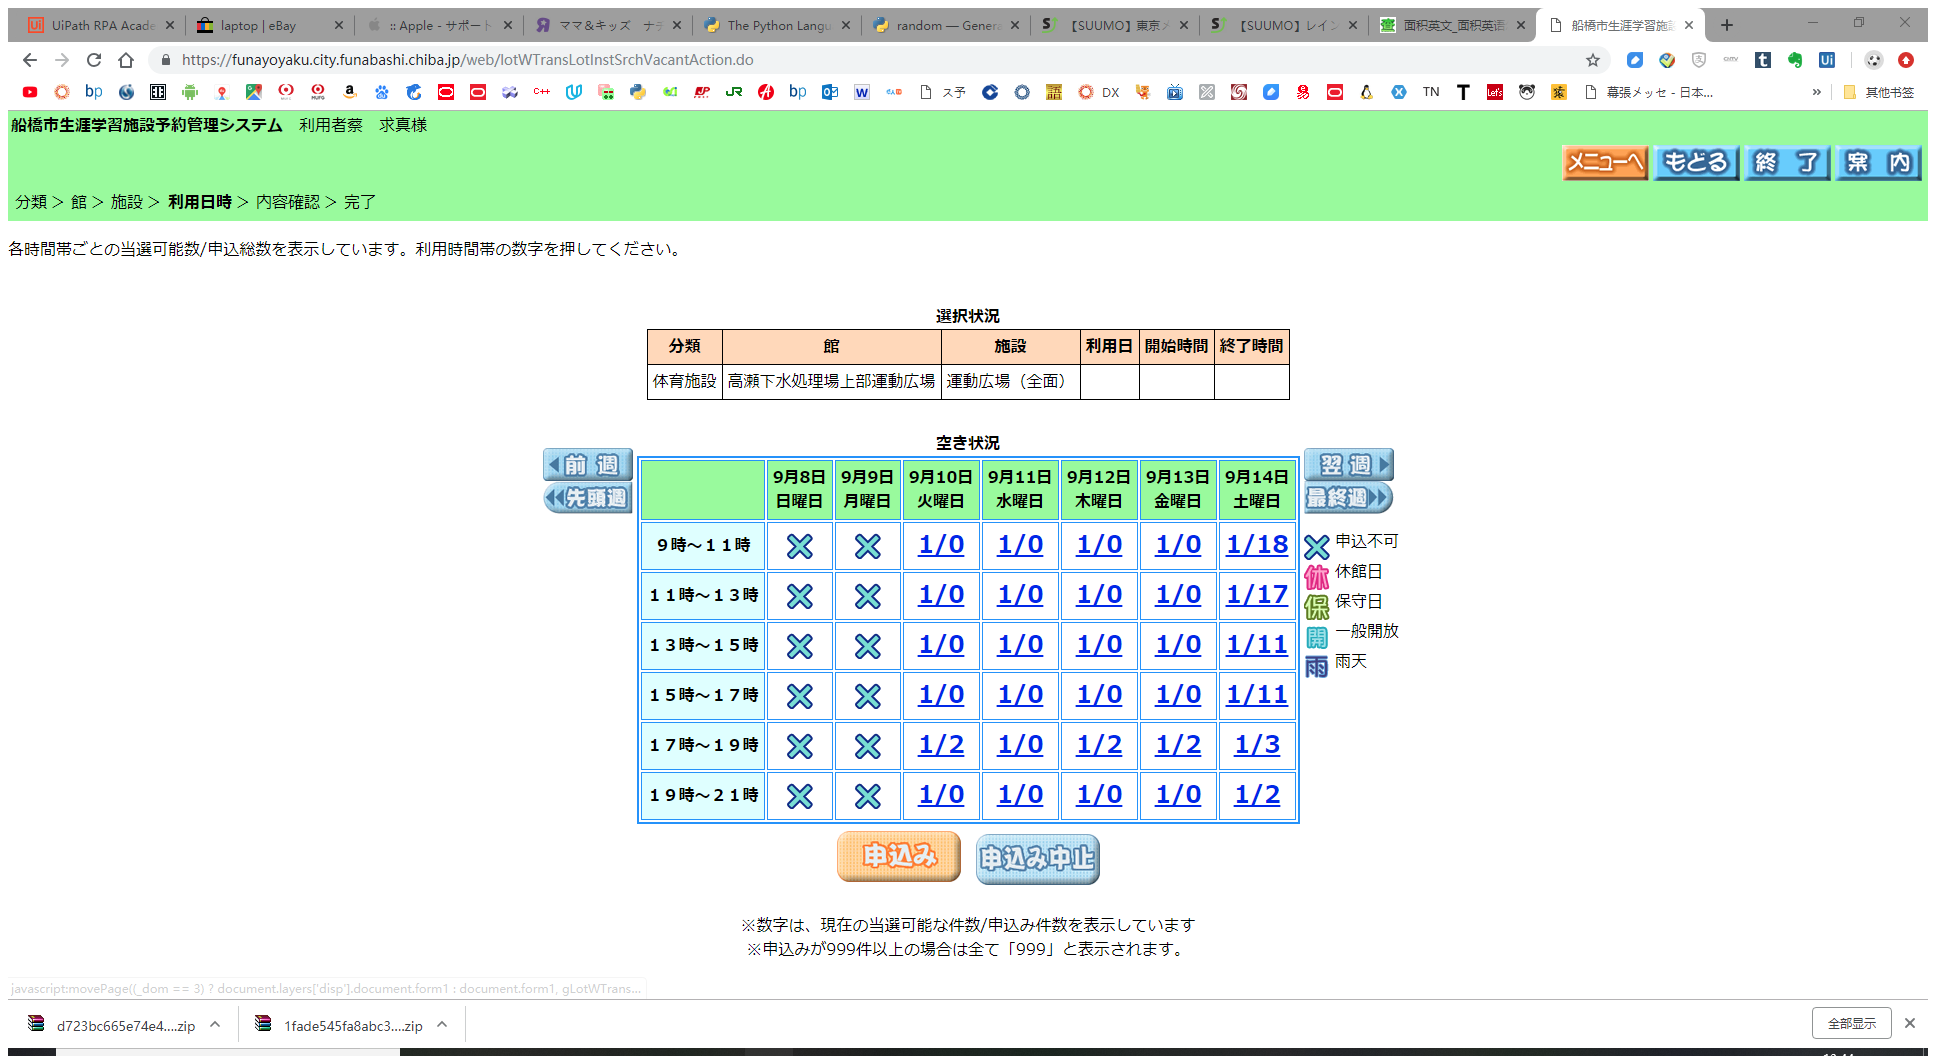 UiPath RPA Acade
laptop | eBay
:: Apple - サポート
ママ&キッズ ナチ
The Python Langu
random — Genera
【SUUMO】東京メ
【SUUMO】レイン
面积英文_面积英语
船橋市生涯学習施設
https://funayoyaku.city.funabashi.chiba.jp/web/lotWTransLotInstSrchVacantAction.do
ス予
DX
TN
幕張メッセ - 日本...
其他书签
船橋市生涯学習施設予約管理システム 利用者蔡 求真様
メニューへ もどる 終 了 案 内
分類 > 館 > 施設 > 利用日時 > 内容確認 > 完了
各時間帯ごとの当選可能数/申込総数を表示しています。利用時間帯の数字を押してください。
選択状況
分類 館 施設 利用日 開始時間 終了時間
体育施設 高瀬下水処理場上部運動広場 運動広場（全面）
空き状況
前 週
先頭週
翌 週
最終週
9月8日 9月9日 9月10日 9月11日 9月12日 9月13日 9月14日
日曜日 月曜日 火曜日 水曜日 木曜日 金曜日 土曜日
９時～１１時 1/0 1/0 1/0 1/0 1/18
１１時～１３時 1/0 1/0 1/0 1/0 1/17
１３時～１５時 1/0 1/0 1/0 1/0 1/11
１５時～１７時 1/0 1/0 1/0 1/0 1/11
１７時～１９時 1/2 1/0 1/2 1/2 1/3
１９時～２１時 1/0 1/0 1/0 1/0 1/2
申込不可
休 休館日
保 保守日
開 一般開放
雨 雨天
申込み 申込み中止
※数字は、現在の当選可能な件数/申込み件数を表示しています
※申込みが999件以上の場合は全て「999」と表示されます。
javascript:movePage((_dom == 3) ? document.layers['disp'].document.form1 : document.form1, gLotWTrans...
d723bc665e74e4....zip
1fade545fa8abc3....zip
全部显示